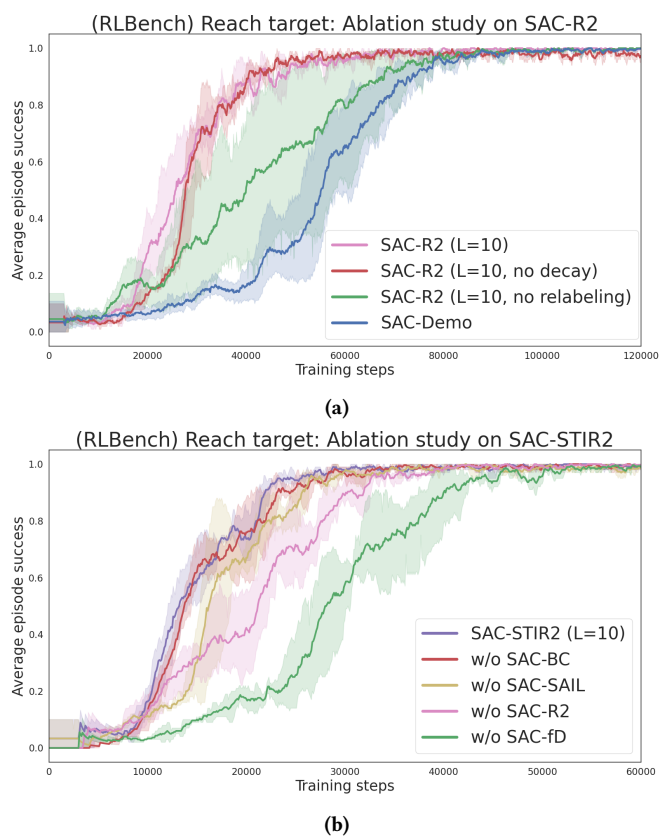 (RLBench) Reach target: Ablation study on SAC-R2
Average episode success
1.0
0.8
0.6
0.4
0.2
0.0
SAC-R2 (L=10)
SAC-R2 (L=10, no decay)
SAC-R2 (L=10, no relabeling)
SAC-Demo
0 20000 40000 60000 80000 100000 120000
Training steps
(a)
(RLBench) Reach target: Ablation study on SAC-STIR2
Average episode success
1.0
0.8
0.6
0.4
0.2
0.0
SAC-STIR2 (L=10)
w/o SAC-BC
w/o SAC-SAIL
w/o SAC-R2
w/o SAC-fD
0 10000 20000 30000 40000 50000 60000
Training steps
(b)